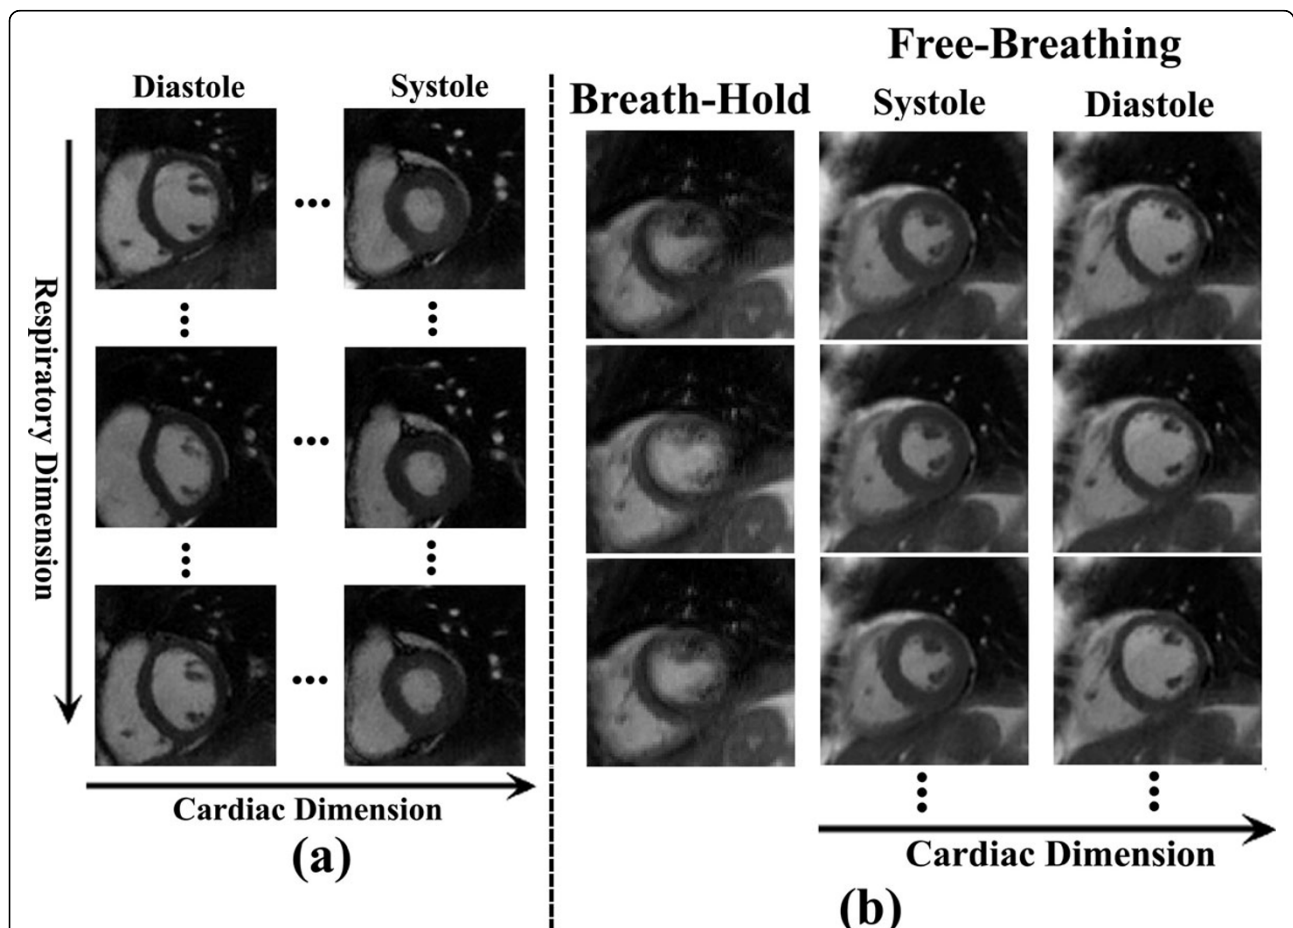 Diastole
Systole
Respiratory Dimension
Cardiac Dimension
(a)
Free-Breathing
Breath-Hold
Systole
Diastole
Cardiac Dimension
(b)